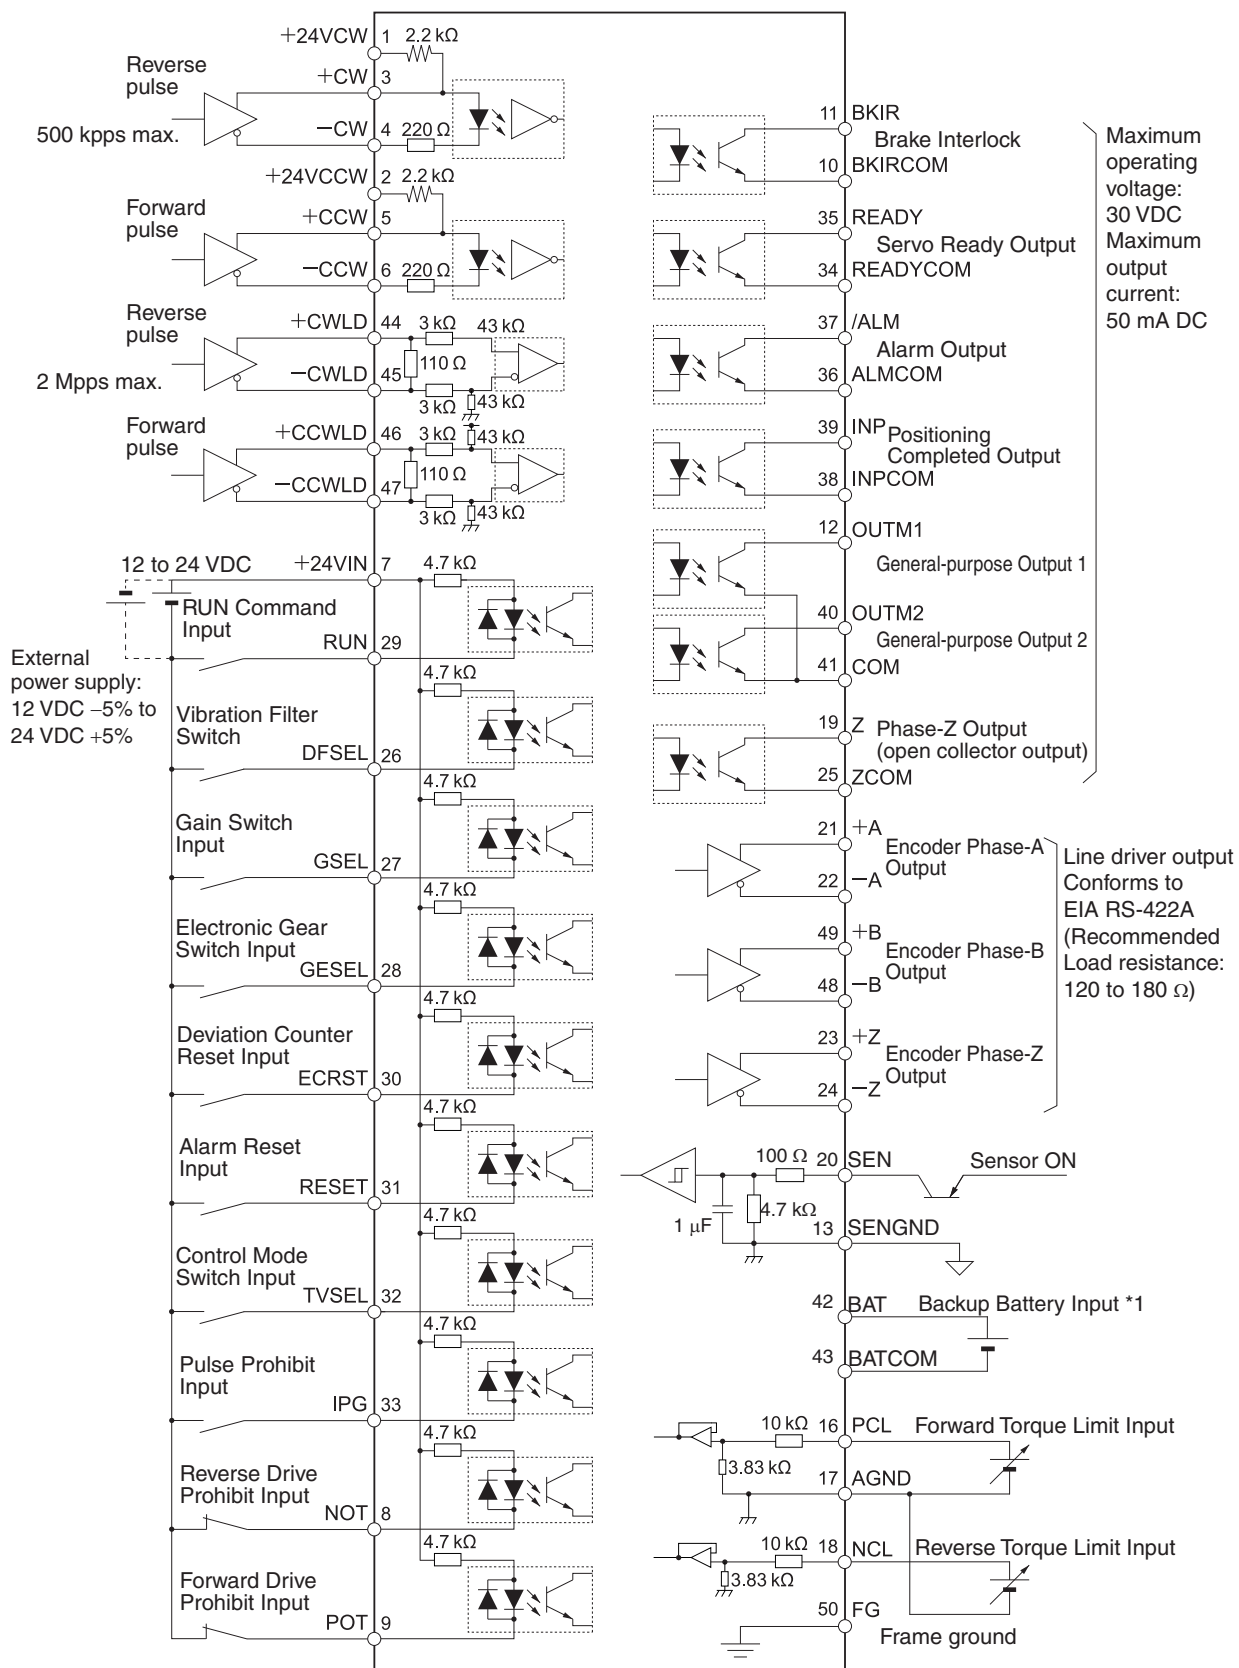 +24VCW 1 2.2 kΩ
Reverse
pulse
+CW 3
500 kpps max.
−CW 4 220 Ω
+24VCCW 2 2.2 kΩ
Forward
pulse
+CCW 5
−CCW 6 220 Ω
Reverse
pulse
+CWLD 44 3 kΩ 43 kΩ
110 Ω
2 Mpps max.
−CWLD 45
3 kΩ 43 kΩ
Forward
pulse
+CCWLD 46 3 kΩ 43 kΩ
110 Ω
−CCWLD 47
3 kΩ 43 kΩ
12 to 24 VDC
+24VIN 7 4.7 kΩ
RUN Command
Input
RUN 29
External
power supply:
12 VDC −5% to
24 VDC +5%
4.7 kΩ
Vibration Filter
Switch
DFSEL 26
4.7 kΩ
Gain Switch
Input
GSEL 27
4.7 kΩ
Electronic Gear
Switch Input
GESEL 28
4.7 kΩ
Deviation Counter
Reset Input
ECRST 30
4.7 kΩ
Alarm Reset
Input
RESET 31
4.7 kΩ
Control Mode
Switch Input
TVSEL 32
4.7 kΩ
Pulse Prohibit
Input
IPG 33
4.7 kΩ
Reverse Drive
Prohibit Input
NOT 8
4.7 kΩ
Forward Drive
Prohibit Input
POT 9
11 BKIR
Brake Interlock
10 BKIRCOM
35 READY
Servo Ready Output
34 READYCOM
37 /ALM
Alarm Output
36 ALMCOM
39 INP
Positioning
Completed Output
38 INPCOM
12 OUTM1
General-purpose Output 1
40 OUTM2
General-purpose Output 2
41 COM
19 Z
Phase-Z Output
(open collector output)
25 ZCOM
Maximum
operating
voltage:
30 VDC
Maximum
output
current:
50 mA DC
21 +A
Encoder Phase-A
Output
22 −A
49 +B
Encoder Phase-B
Output
48 −B
23 +Z
Encoder Phase-Z
Output
24 −Z
Line driver output
Conforms to
EIA RS-422A
(Recommended
Load resistance:
120 to 180 Ω)
100 Ω 20 SEN Sensor ON
1 µF 4.7 kΩ
13 SENGND
42 BAT Backup Battery Input *1
43 BATCOM
10 kΩ 16 PCL Forward Torque Limit Input
3.83 kΩ
17 AGND
10 kΩ 18 NCL Reverse Torque Limit Input
3.83 kΩ
50 FG
Frame ground